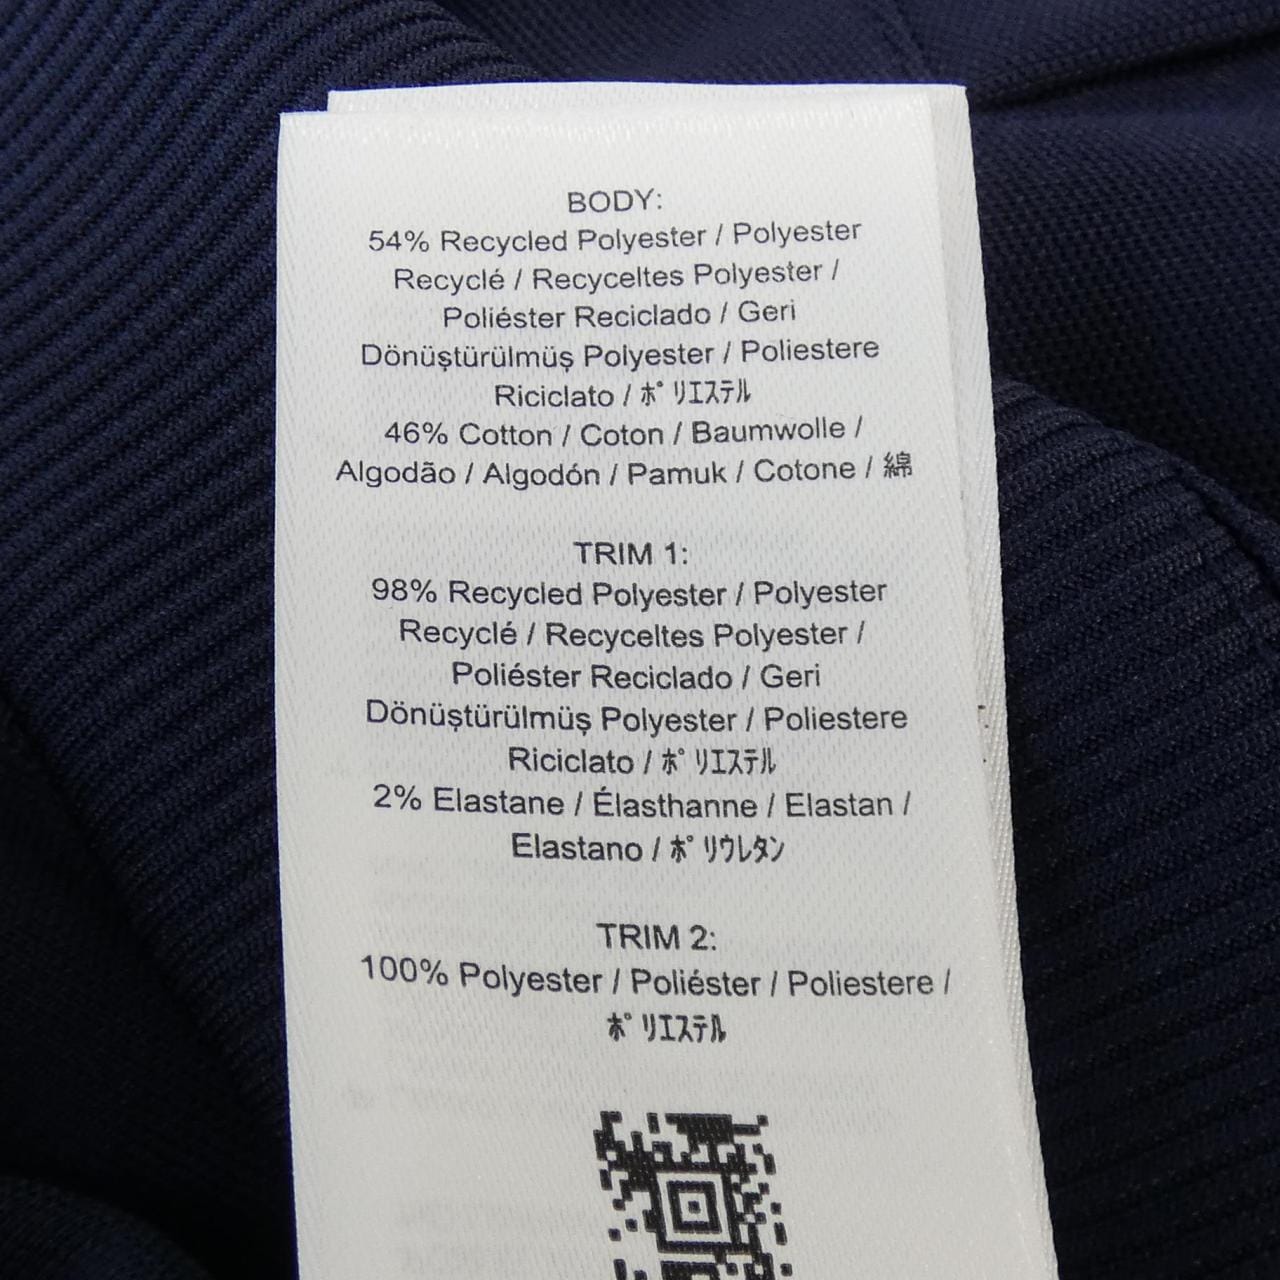 BODY:
54% Recycled Polyester / Polyester
Recyclé / Recyceltes Polyester /
Poliéster Reciclado / Geri
Dönüştürülmüş Polyester / Poliestere
Riciclato / ﾎﾟﾘｴｽﾃﾙ
46% Cotton / Coton / Baumwolle /
Algodão / Algodón / Pamuk / Cotone / 綿
TRIM 1:
98% Recycled Polyester / Polyester
Recyclé / Recyceltes Polyester /
Poliéster Reciclado / Geri
Dönüştürülmüş Polyester / Poliestere
Riciclato / ﾎﾟﾘｴｽﾃﾙ
2% Elastane / Élasthanne / Elastan /
Elastano / ﾎﾟﾘｳﾚﾀﾝ
TRIM 2:
100% Polyester / Poliéster / Poliestere /
ﾎﾟﾘｴｽﾃﾙ